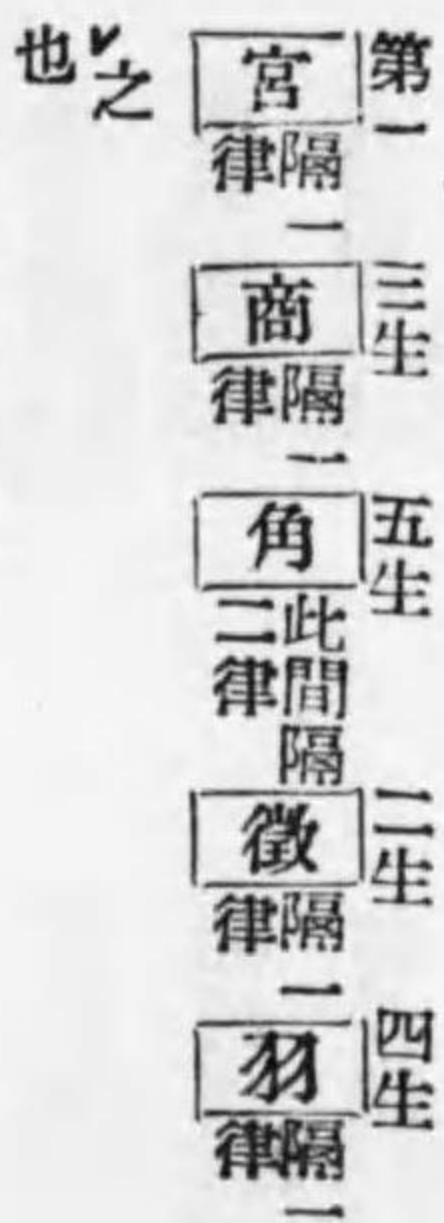 第一 三生 五生 二生 四生
宮 隔一律 商 隔一律 角 此間隔二律 徵 隔一律 羽 隔一律
レ之
也